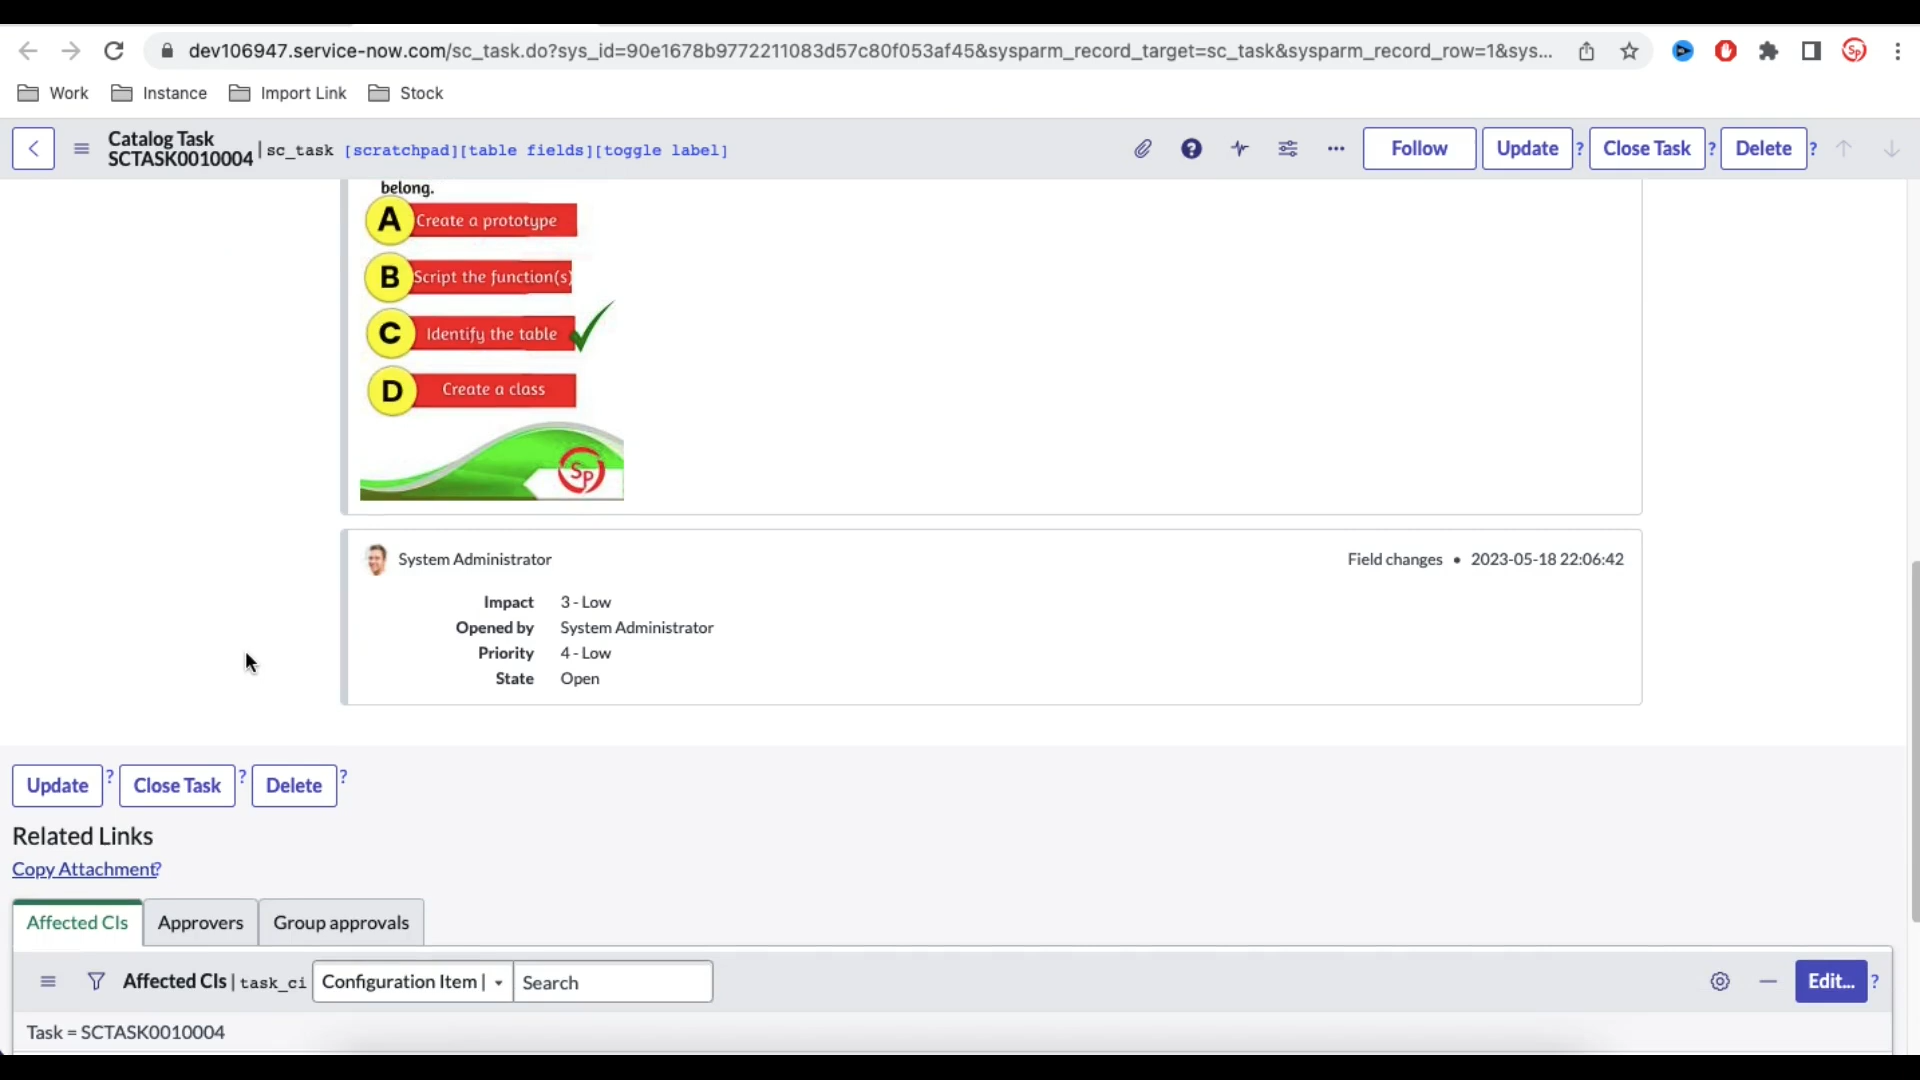 dev106947.service-now.com/sc_task.do?sys_id=90e1678b9772211083d57c80f053af45&sysparm_record_target=sc_task&sysparm_record_row=1&sys...
Work Instance Import Link Stock
Catalog Task
SCTASK0010004 | sc_task [scratchpad][table fields][toggle label]
Follow Update ? Close Task ? Delete ?
belong.
A Create a prototype
B Script the function(s)
C Identify the table
D Create a class
Sp
System Administrator Field changes • 2023-05-18 22:06:42
Impact 3 - Low
Opened by System Administrator
Priority 4 - Low
State Open
Update ? Close Task ? Delete ?
Related Links
Copy Attachment?
Affected CIs Approvers Group approvals
Affected CIs | task_ci Configuration Item | Search Edit... ?
Task = SCTASK0010004